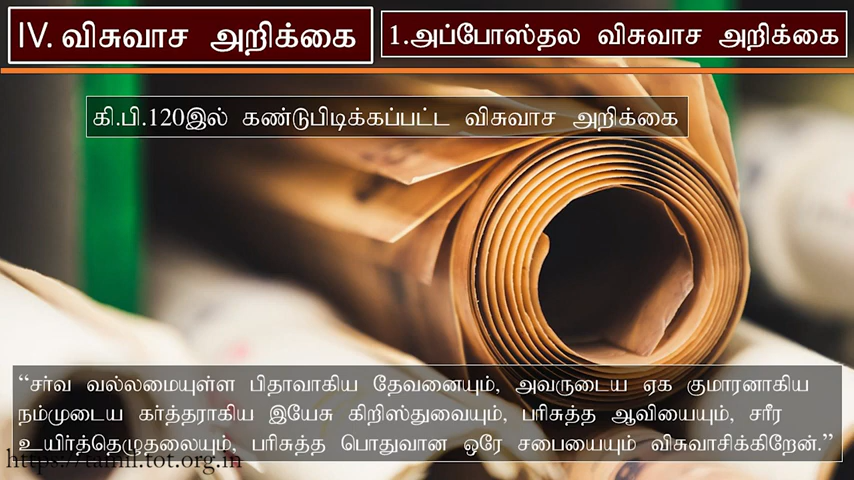 IV. விசுவாச அறிக்கை
1.அப்போஸ்தல விசுவாச அறிக்கை
கி.பி.120இல் கண்டுபிடிக்கப்பட்ட விசுவாச அறிக்கை
“சர்வ வல்லமையுள்ள பிதாவாகிய தேவனையும், அவருடைய ஏக குமாரனாகிய
நம்முடைய கர்த்தராகிய இயேசு கிறிஸ்துவையும், பரிசுத்த ஆவியையும், சரீர
உயிர்த்தெழுதலையும், பரிசுத்த பொதுவான ஒரே சபையையும் விசுவாசிக்கிறேன்.”
https://tamil.tot.org.in